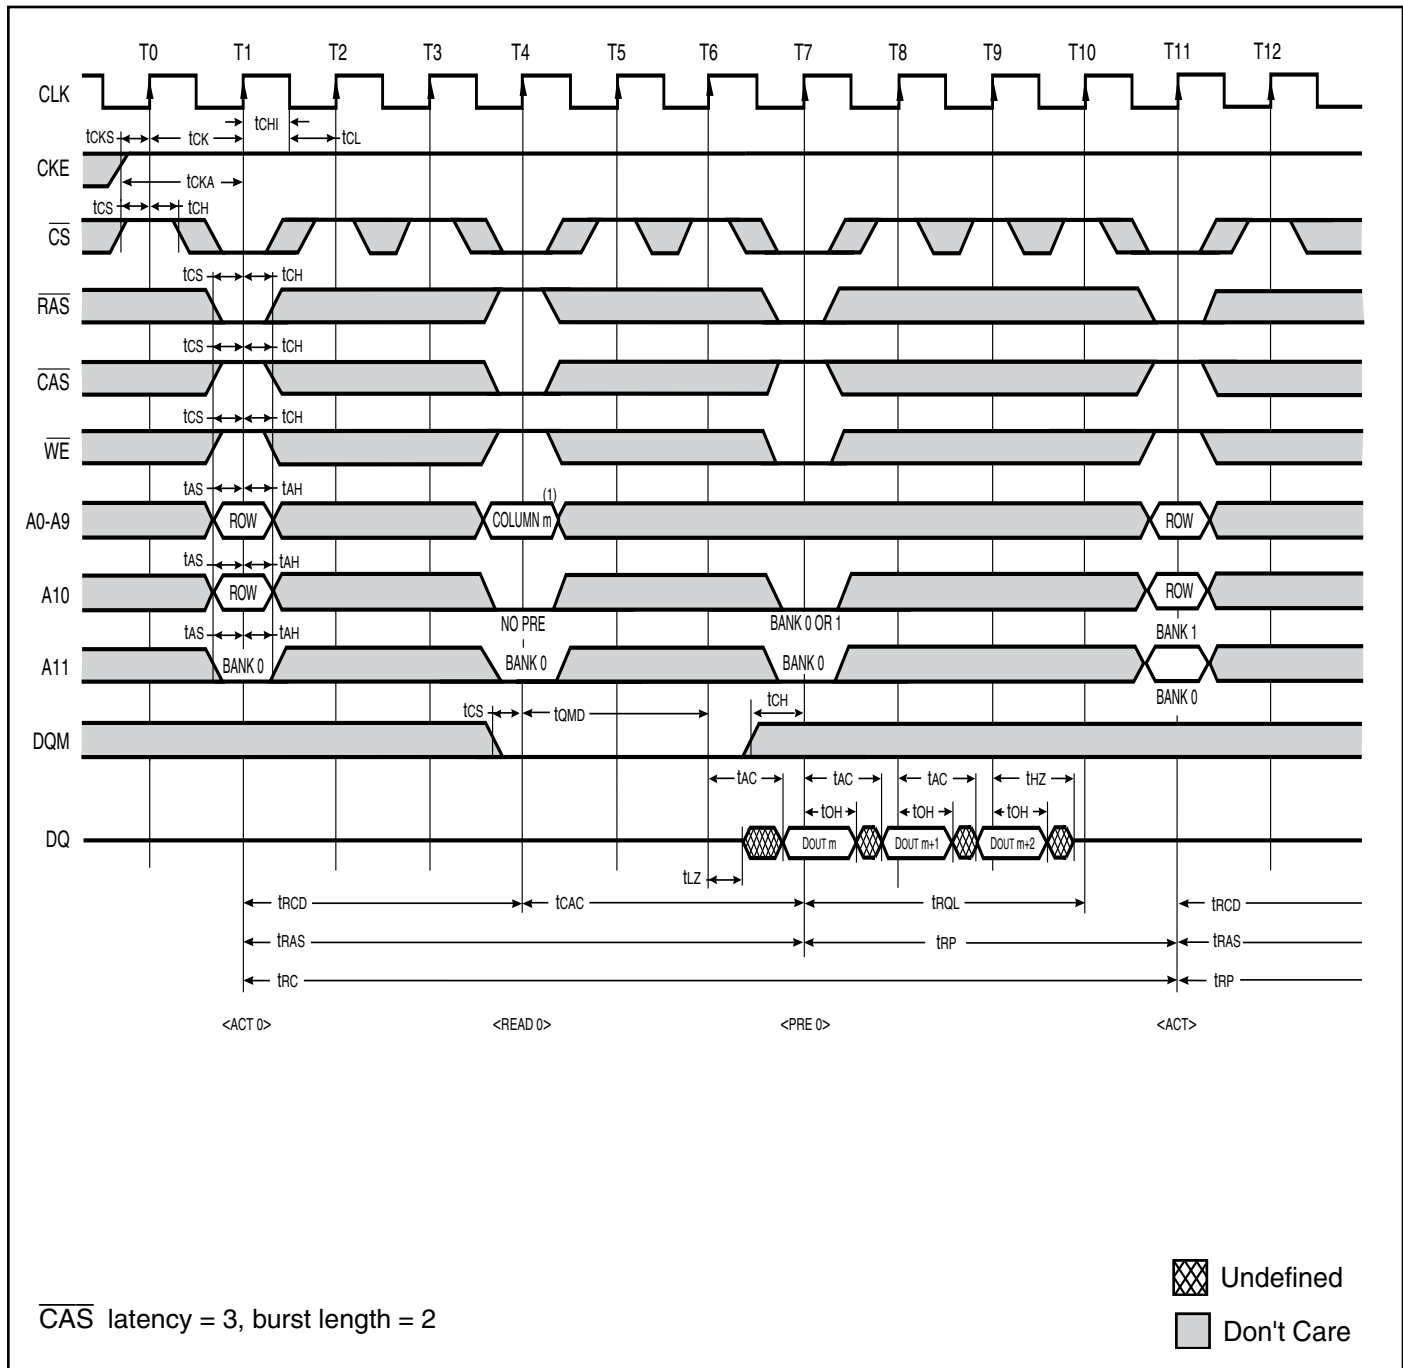 T0 T1 T2 T3 T4 T5 T6 T7 T8 T9 T10 T11 T12
CLK
tCHI
tCKS tCK tCL
CKE
tCKA
tCS tCH
CS
tCS tCH
RAS
tCS tCH
CAS
tCS tCH
WE
tAS tAH (1)
A0-A9 ROW COLUMN m ROW
tAS tAH
A10 ROW ROW
NO PRE BANK 0 OR 1
tAS tAH BANK 1
A11 BANK 0 BANK 0 BANK 0
BANK 0
tCS tQMD tCH
DQM
tAC tAC tAC tHZ
tOH tOH tOH
DQ DOUT m DOUT m+1 DOUT m+2
tLZ
tRCD tCAC tRQL tRCD
tRAS tRP tRAS
tRC tRP
<ACT 0> <READ 0> <PRE 0> <ACT>
Undefined
CAS latency = 3, burst length = 2
Don't Care